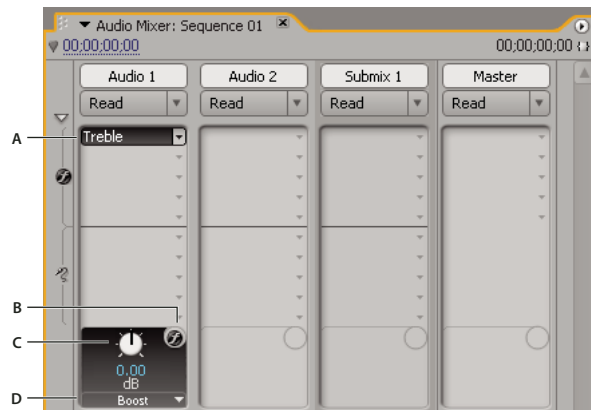 Audio Mixer: Sequence 01
00;00;00;00 00;00;00;00
Audio 1 Audio 2 Submix 1 Master
Read Read Read Read
A Treble
B
C
0.00
dB
D Boost